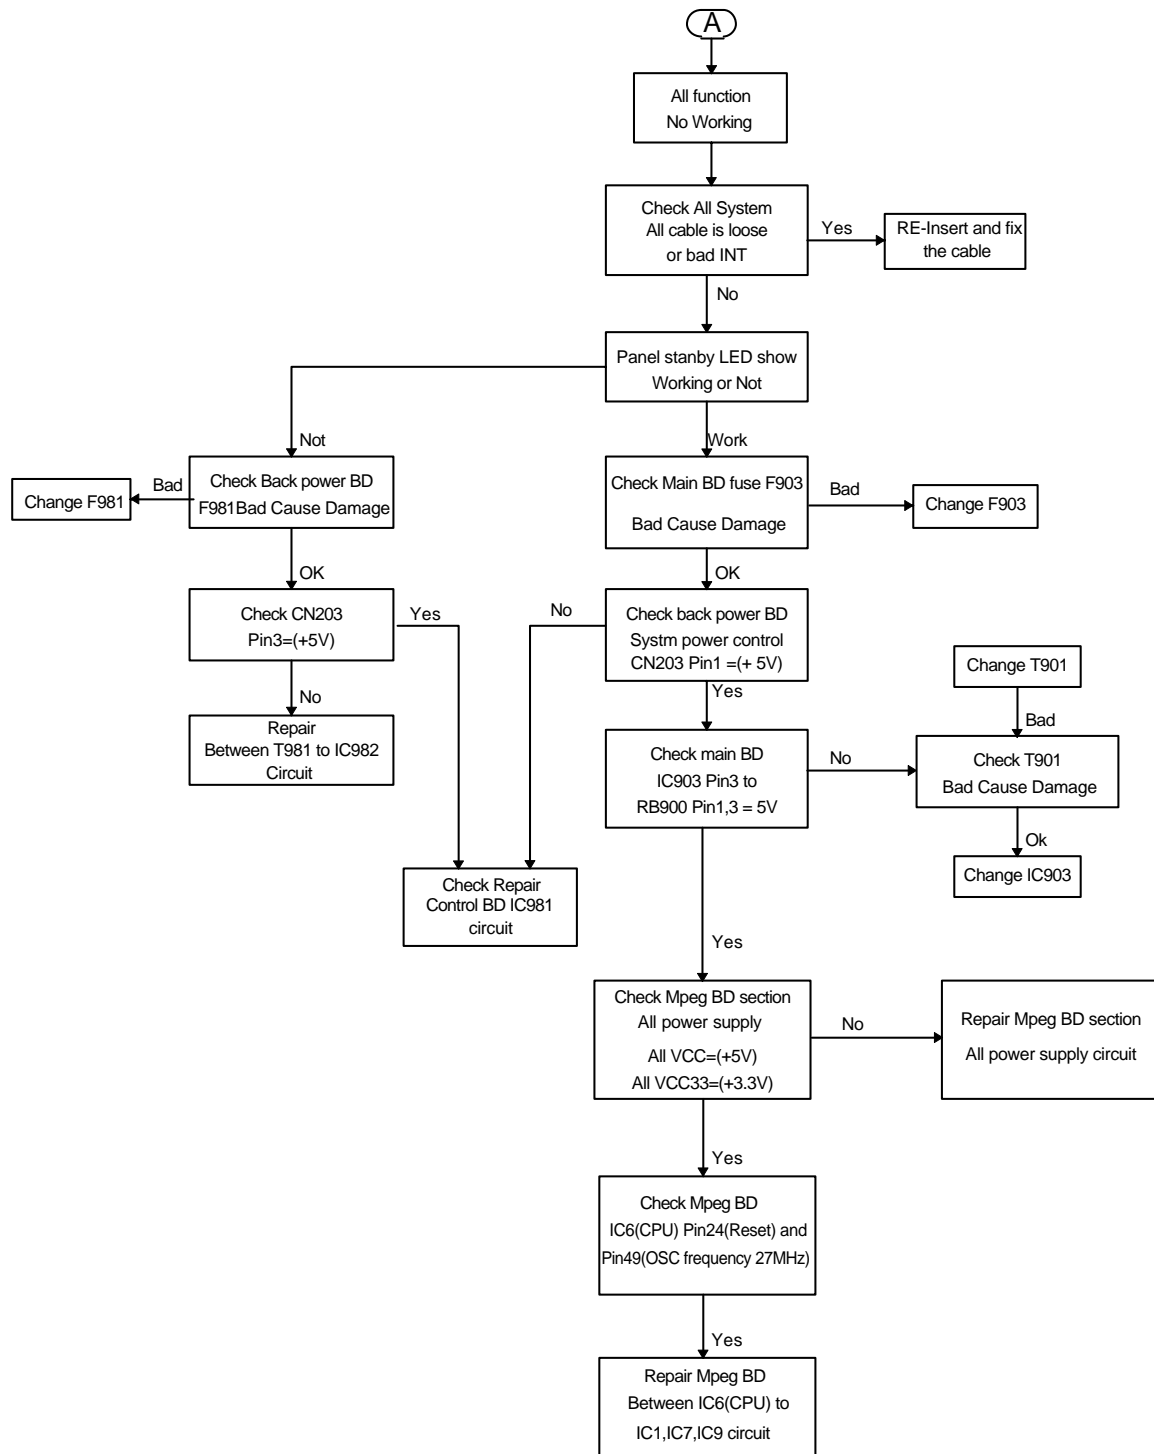 A
All function
No Working
Check All System
All cable is loose
or bad INT
Yes
RE-Insert and fix
the cable
No
Panel stanby LED show
Working or Not
Not
Work
Check Back power BD
F981Bad Cause Damage
Bad
Change F981
Check Main BD fuse F903
Bad Cause Damage
Bad
Change F903
OK
OK
Check CN203
Pin3=(+5V)
Yes
No
Check back power BD
Systm power control
CN203 Pin1 =(+ 5V)
Change T901
No
Yes
Bad
Repair
Between T981 to IC982
Circuit
Check main BD
IC903 Pin3 to
RB900 Pin1,3 = 5V
No
Check T901
Bad Cause Damage
Ok
Change IC903
Check Repair
Control BD IC981
circuit
Yes
Check Mpeg BD section
All power supply
All VCC=(+5V)
All VCC33=(+3.3V)
No
Repair Mpeg BD section
All power supply circuit
Yes
Check Mpeg BD
IC6(CPU) Pin24(Reset) and
Pin49(OSC frequency 27MHz)
Yes
Repair Mpeg BD
Between IC6(CPU) to
IC1,IC7,IC9 circuit